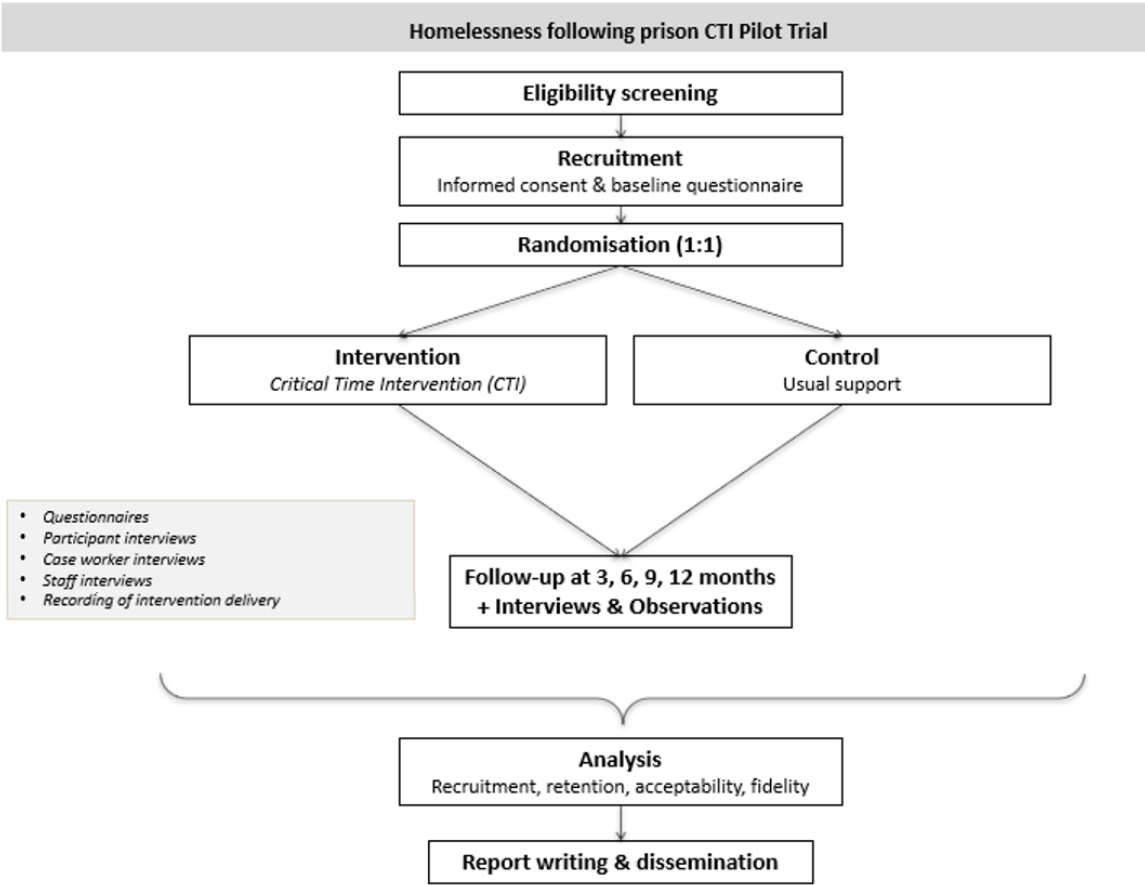 Homelessness following prison CTI Pilot Trial
Eligibility screening
Recruitment
Informed consent & baseline questionnaire
Randomisation (1:1)
Intervention
Critical Time Intervention (CTI)
Control
Usual support
• Questionnaires
• Participant interviews
• Case worker interviews
• Staff interviews
• Recording of intervention delivery
Follow-up at 3, 6, 9, 12 months
+ Interviews & Observations
Analysis
Recruitment, retention, acceptability, fidelity
Report writing & dissemination